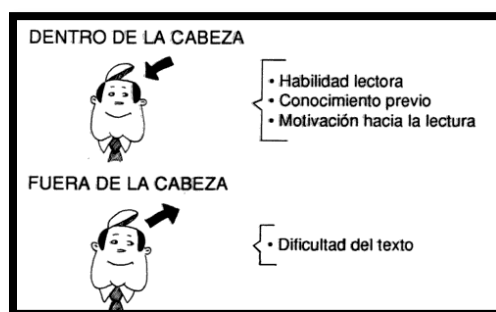 DENTRO DE LA CABEZA
• Habilidad lectora
• Conocimiento previo
• Motivación hacia la lectura
FUERA DE LA CABEZA
• Dificultad del texto